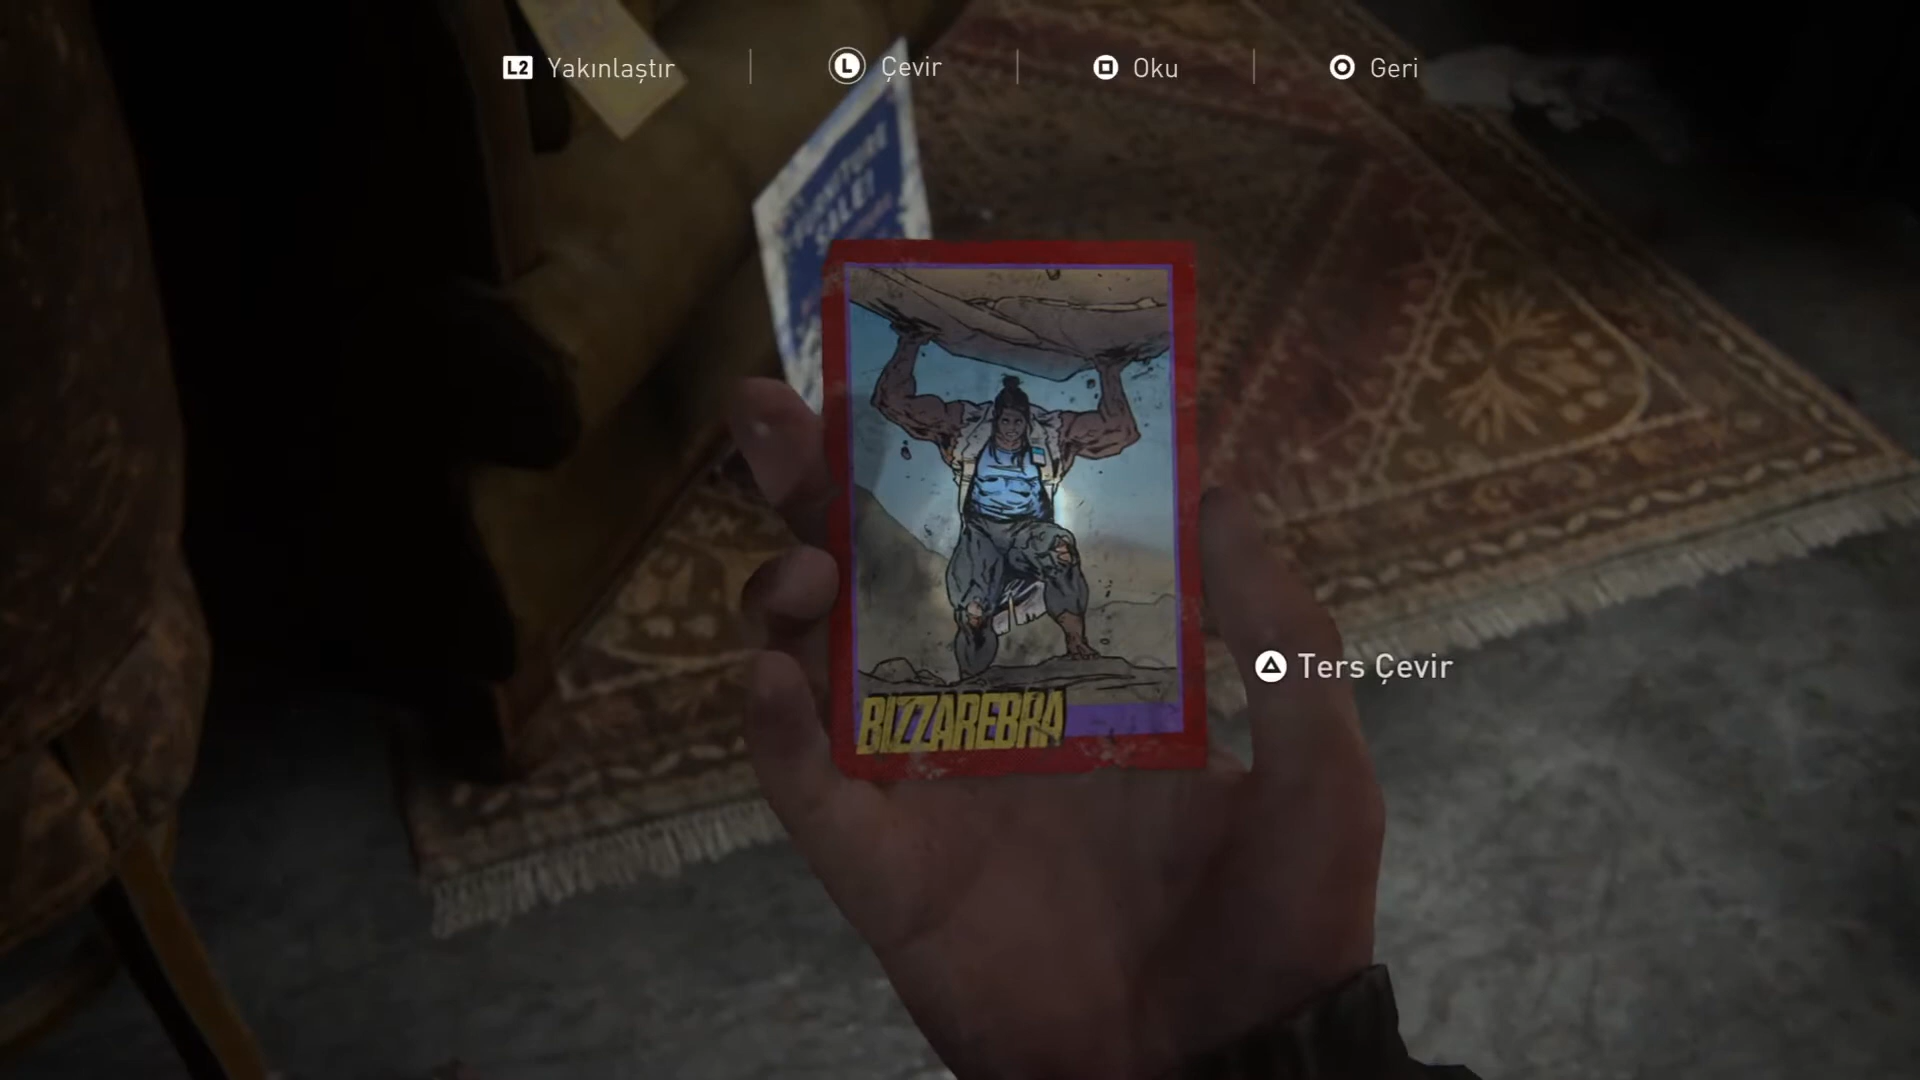 L2 Yakınlaştır
L Çevir
Oku
Geri
FURNITURE
SALE!
BIZZAREBRA
Ters Çevir